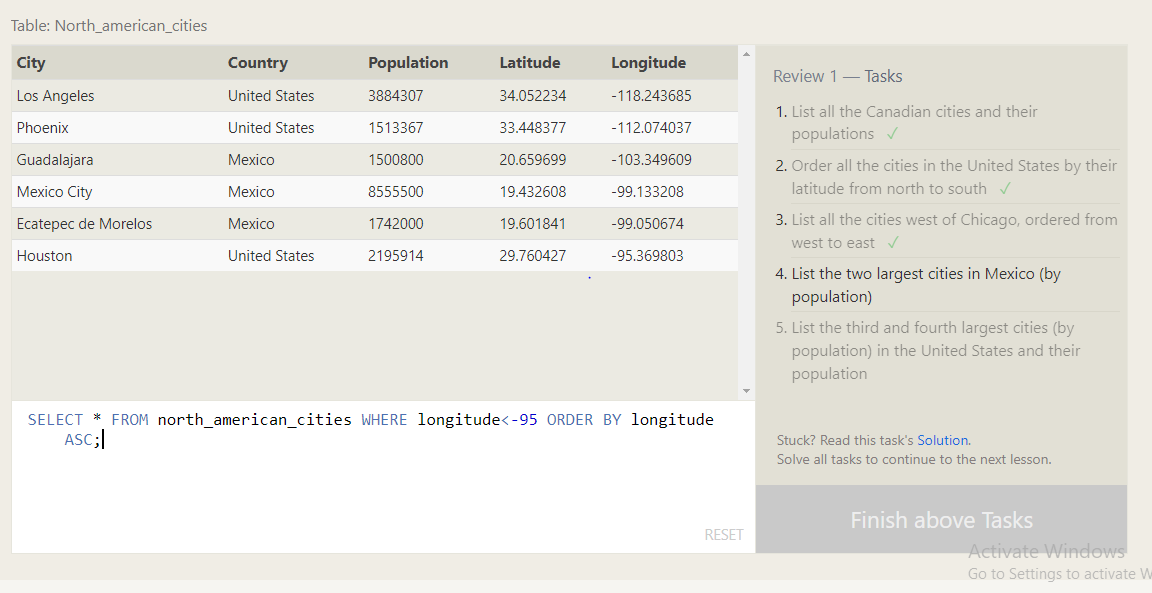 Table: North_american_cities
City Country Population Latitude Longitude
Los Angeles United States 3884307 34.052234 -118.243685
Phoenix United States 1513367 33.448377 -112.074037
Guadalajara Mexico 1500800 20.659699 -103.349609
Mexico City Mexico 8555500 19.432608 -99.133208
Ecatepec de Morelos Mexico 1742000 19.601841 -99.050674
Houston United States 2195914 29.760427 -95.369803
SELECT * FROM north_american_cities WHERE longitude<-95 ORDER BY longitude
ASC;
RESET
Review 1 — Tasks
1. List all the Canadian cities and their
populations ✓
2. Order all the cities in the United States by their
latitude from north to south ✓
3. List all the cities west of Chicago, ordered from
west to east ✓
4. List the two largest cities in Mexico (by
population)
5. List the third and fourth largest cities (by
population) in the United States and their
population
Stuck? Read this task's Solution.
Solve all tasks to continue to the next lesson.
Finish above Tasks
Activate Windows
Go to Settings to activate W